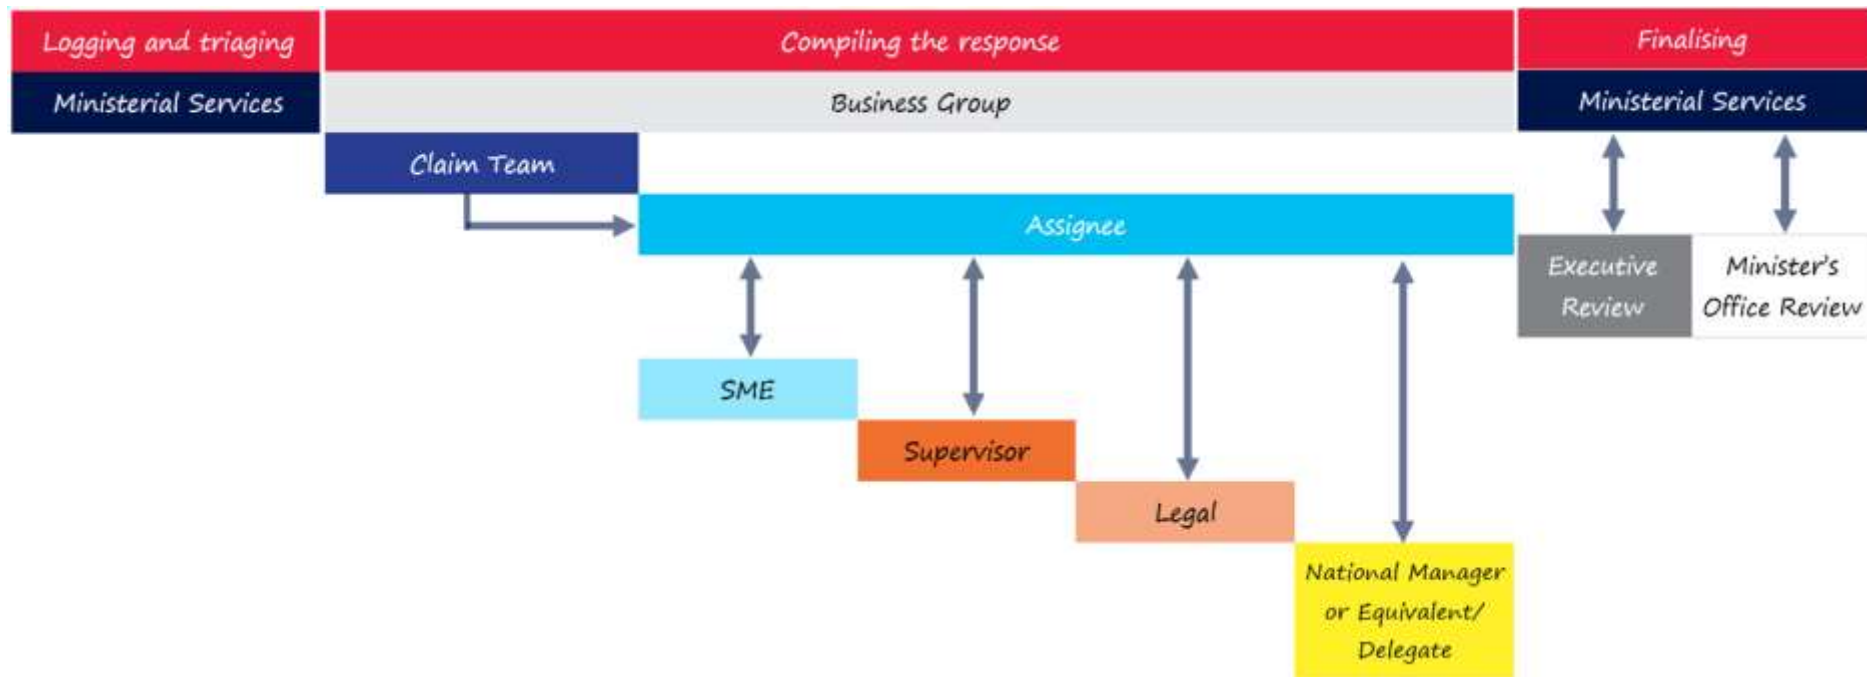 Logging and triaging
Compiling the response
Finalising
Ministerial Services
Business Group
Ministerial Services
Claim Team
Assignee
Executive
Review
Minister's
Office Review
SME
Supervisor
Legal
National Manager
or Equivalent/
Delegate